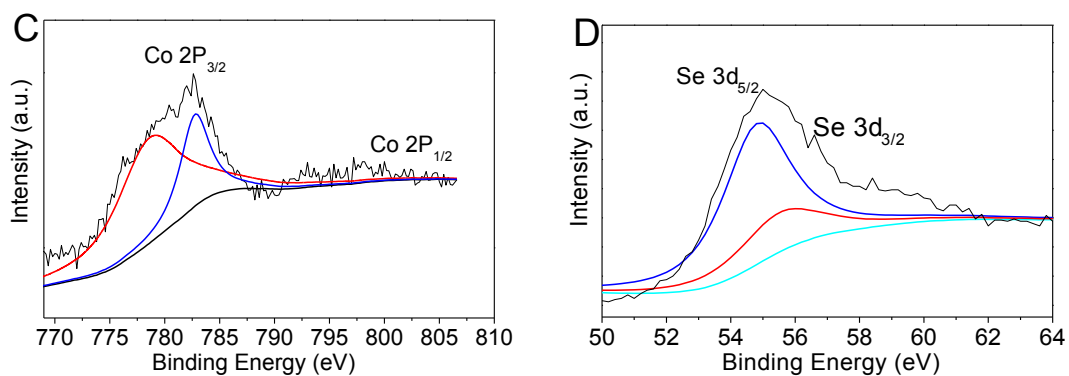 C
Co 2P3/2
Co 2P1/2
Intensity (a.u.)
770 775 780 785 790 795 800 805 810
Binding Energy (eV)
D
Se 3d5/2
Se 3d3/2
Intensity (a.u.)
50 52 54 56 58 60 62 64
Binding Energy (eV)